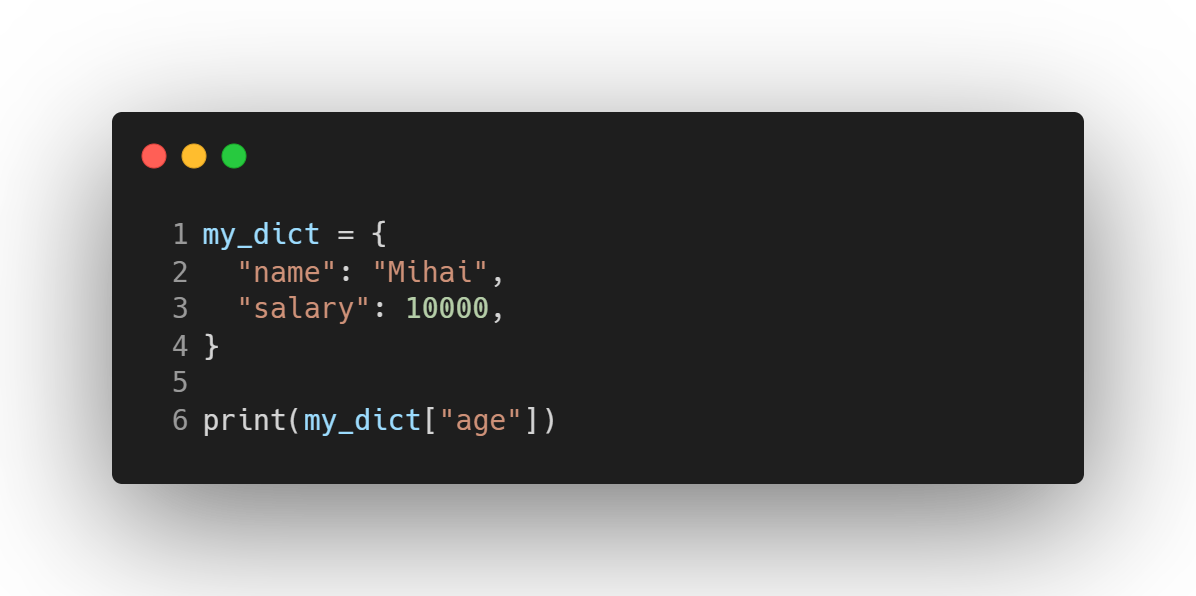 1 my_dict = {
2   "name": "Mihai",
3   "salary": 10000,
4 }
5
6 print(my_dict["age"])